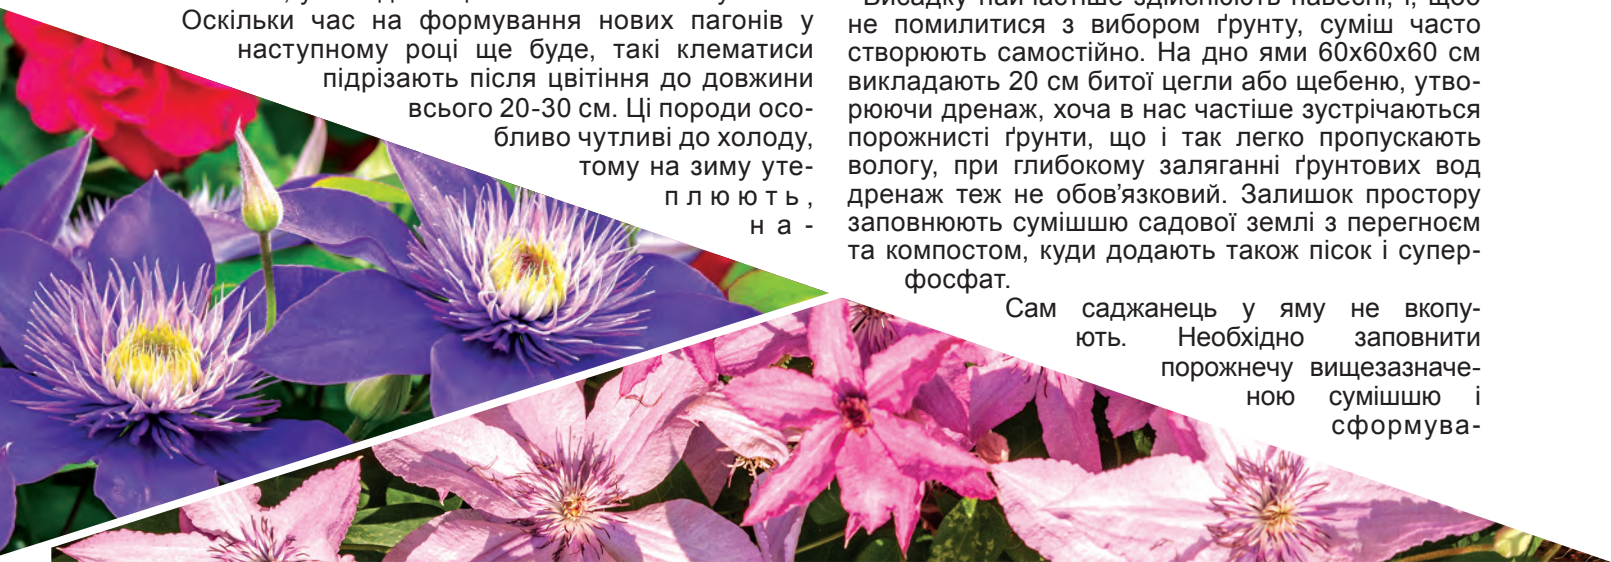 Оскільки час на формування нових пагонів у
наступному році ще буде, такі клематиси
підрізають після цвітіння до довжини
всього 20-30 см. Ці породи осо-
бливо чутливі до холоду,
тому на зиму уте-
плюють,
на-
Висадку найчастіше здійснюють навесні, і, щоб
не помилитися з вибором ґрунту, суміш часто
створюють самостійно. На дно ями 60х60х60 см
викладають 20 см битої цегли або щебеню, утво-
рюючи дренаж, хоча в нас частіше зустрічаються
порожнисті ґрунти, що і так легко пропускають
вологу, при глибокому заляганні ґрунтових вод
дренаж теж не обов’язковий. Залишок простору
заповнюють сумішшю садової землі з перегноєм
та компостом, куди додають також пісок і супер-
фосфат.
Сам саджанець у яму не вкопу-
ють. Необхідно заповнити
порожнечу вищезазначе-
ною сумішшю і
сформува-